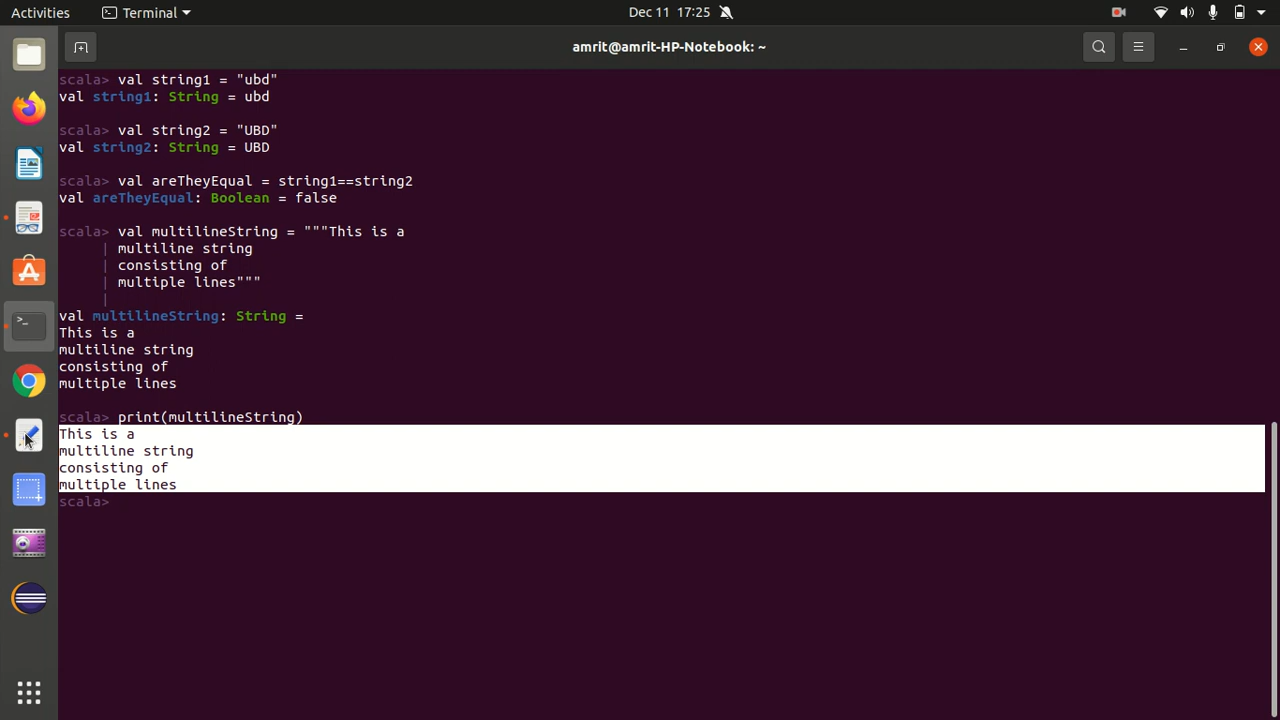 Activities Terminal Dec 11 17:25
amrit@amrit-HP-Notebook: ~
scala> val string1 = "ubd"
val string1: String = ubd
scala> val string2 = "UBD"
val string2: String = UBD
scala> val areTheyEqual = string1==string2
val areTheyEqual: Boolean = false
scala> val multilineString = """This is a
| multiline string
| consisting of
| multiple lines"""
|
val multilineString: String =
This is a
multiline string
consisting of
multiple lines
scala> print(multilineString)
This is a
multiline string
consisting of
multiple lines
scala>